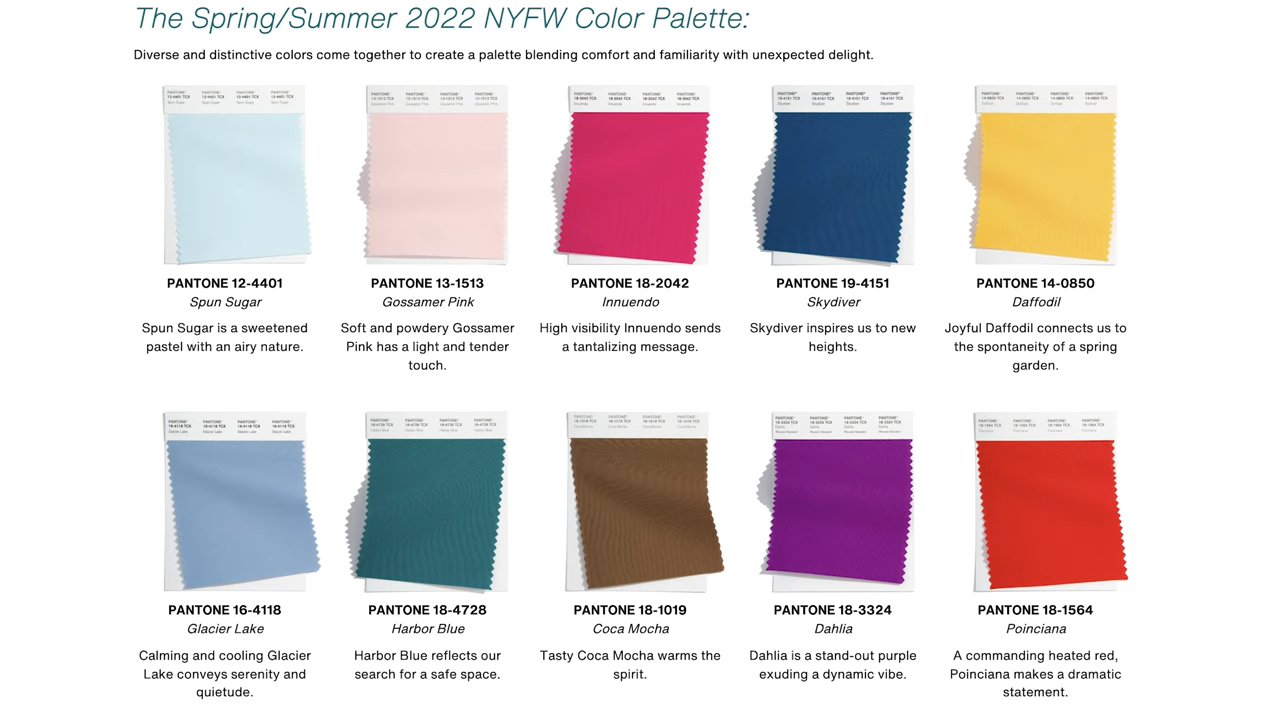 The Spring/Summer 2022 NYFW Color Palette:
Diverse and distinctive colors come together to create a palette blending comfort and familiarity with unexpected delight.
PANTONE 12-4401
Spun Sugar
Spun Sugar is a sweetened
pastel with an airy nature.
PANTONE 13-1513
Gossamer Pink
Soft and powdery Gossamer
Pink has a light and tender
touch.
PANTONE 18-2042
Innuendo
High visibility Innuendo sends
a tantalizing message.
PANTONE 19-4151
Skydiver
Skydiver inspires us to new
heights.
PANTONE 14-0850
Daffodil
Joyful Daffodil connects us to
the spontaneity of a spring
garden.
PANTONE 16-4118
Glacier Lake
Calming and cooling Glacier
Lake conveys serenity and
quietude.
PANTONE 18-4728
Harbor Blue
Harbor Blue reflects our
search for a safe space.
PANTONE 18-1019
Coca Mocha
Tasty Coca Mocha warms the
spirit.
PANTONE 18-3324
Dahlia
Dahlia is a stand-out purple
exuding a dynamic vibe.
PANTONE 18-1564
Poinciana
A commanding heated red,
Poinciana makes a dramatic
statement.